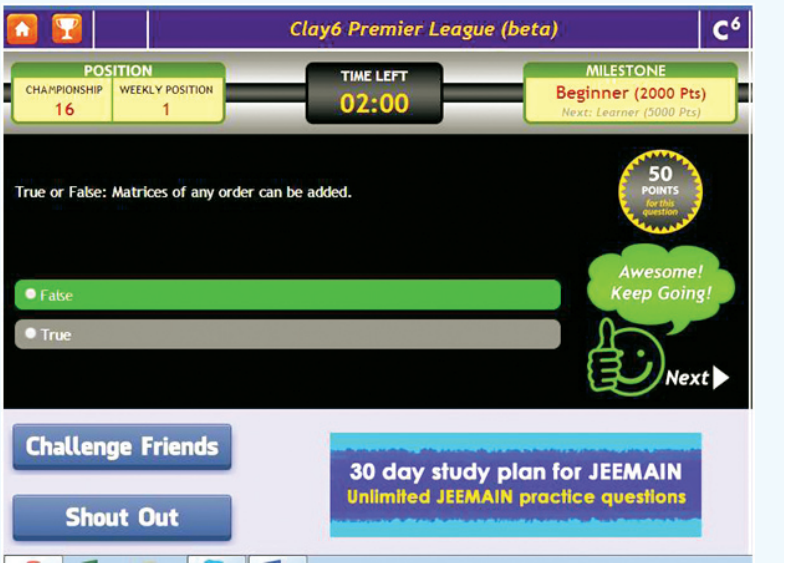 Clay6 Premier League (beta)
C6
POSITION
CHAMPIONSHIP WEEKLY POSITION
16 1
TIME LEFT
02:00
MILESTONE
Beginner (2000 Pts)
Next: Learner (5000 Pts)
True or False: Matrices of any order can be added.
50
POINTS
for this
question
False
True
Awesome!
Keep Going!
Next
Challenge Friends
Shout Out
30 day study plan for JEEMAIN
Unlimited JEEMAIN practice questions